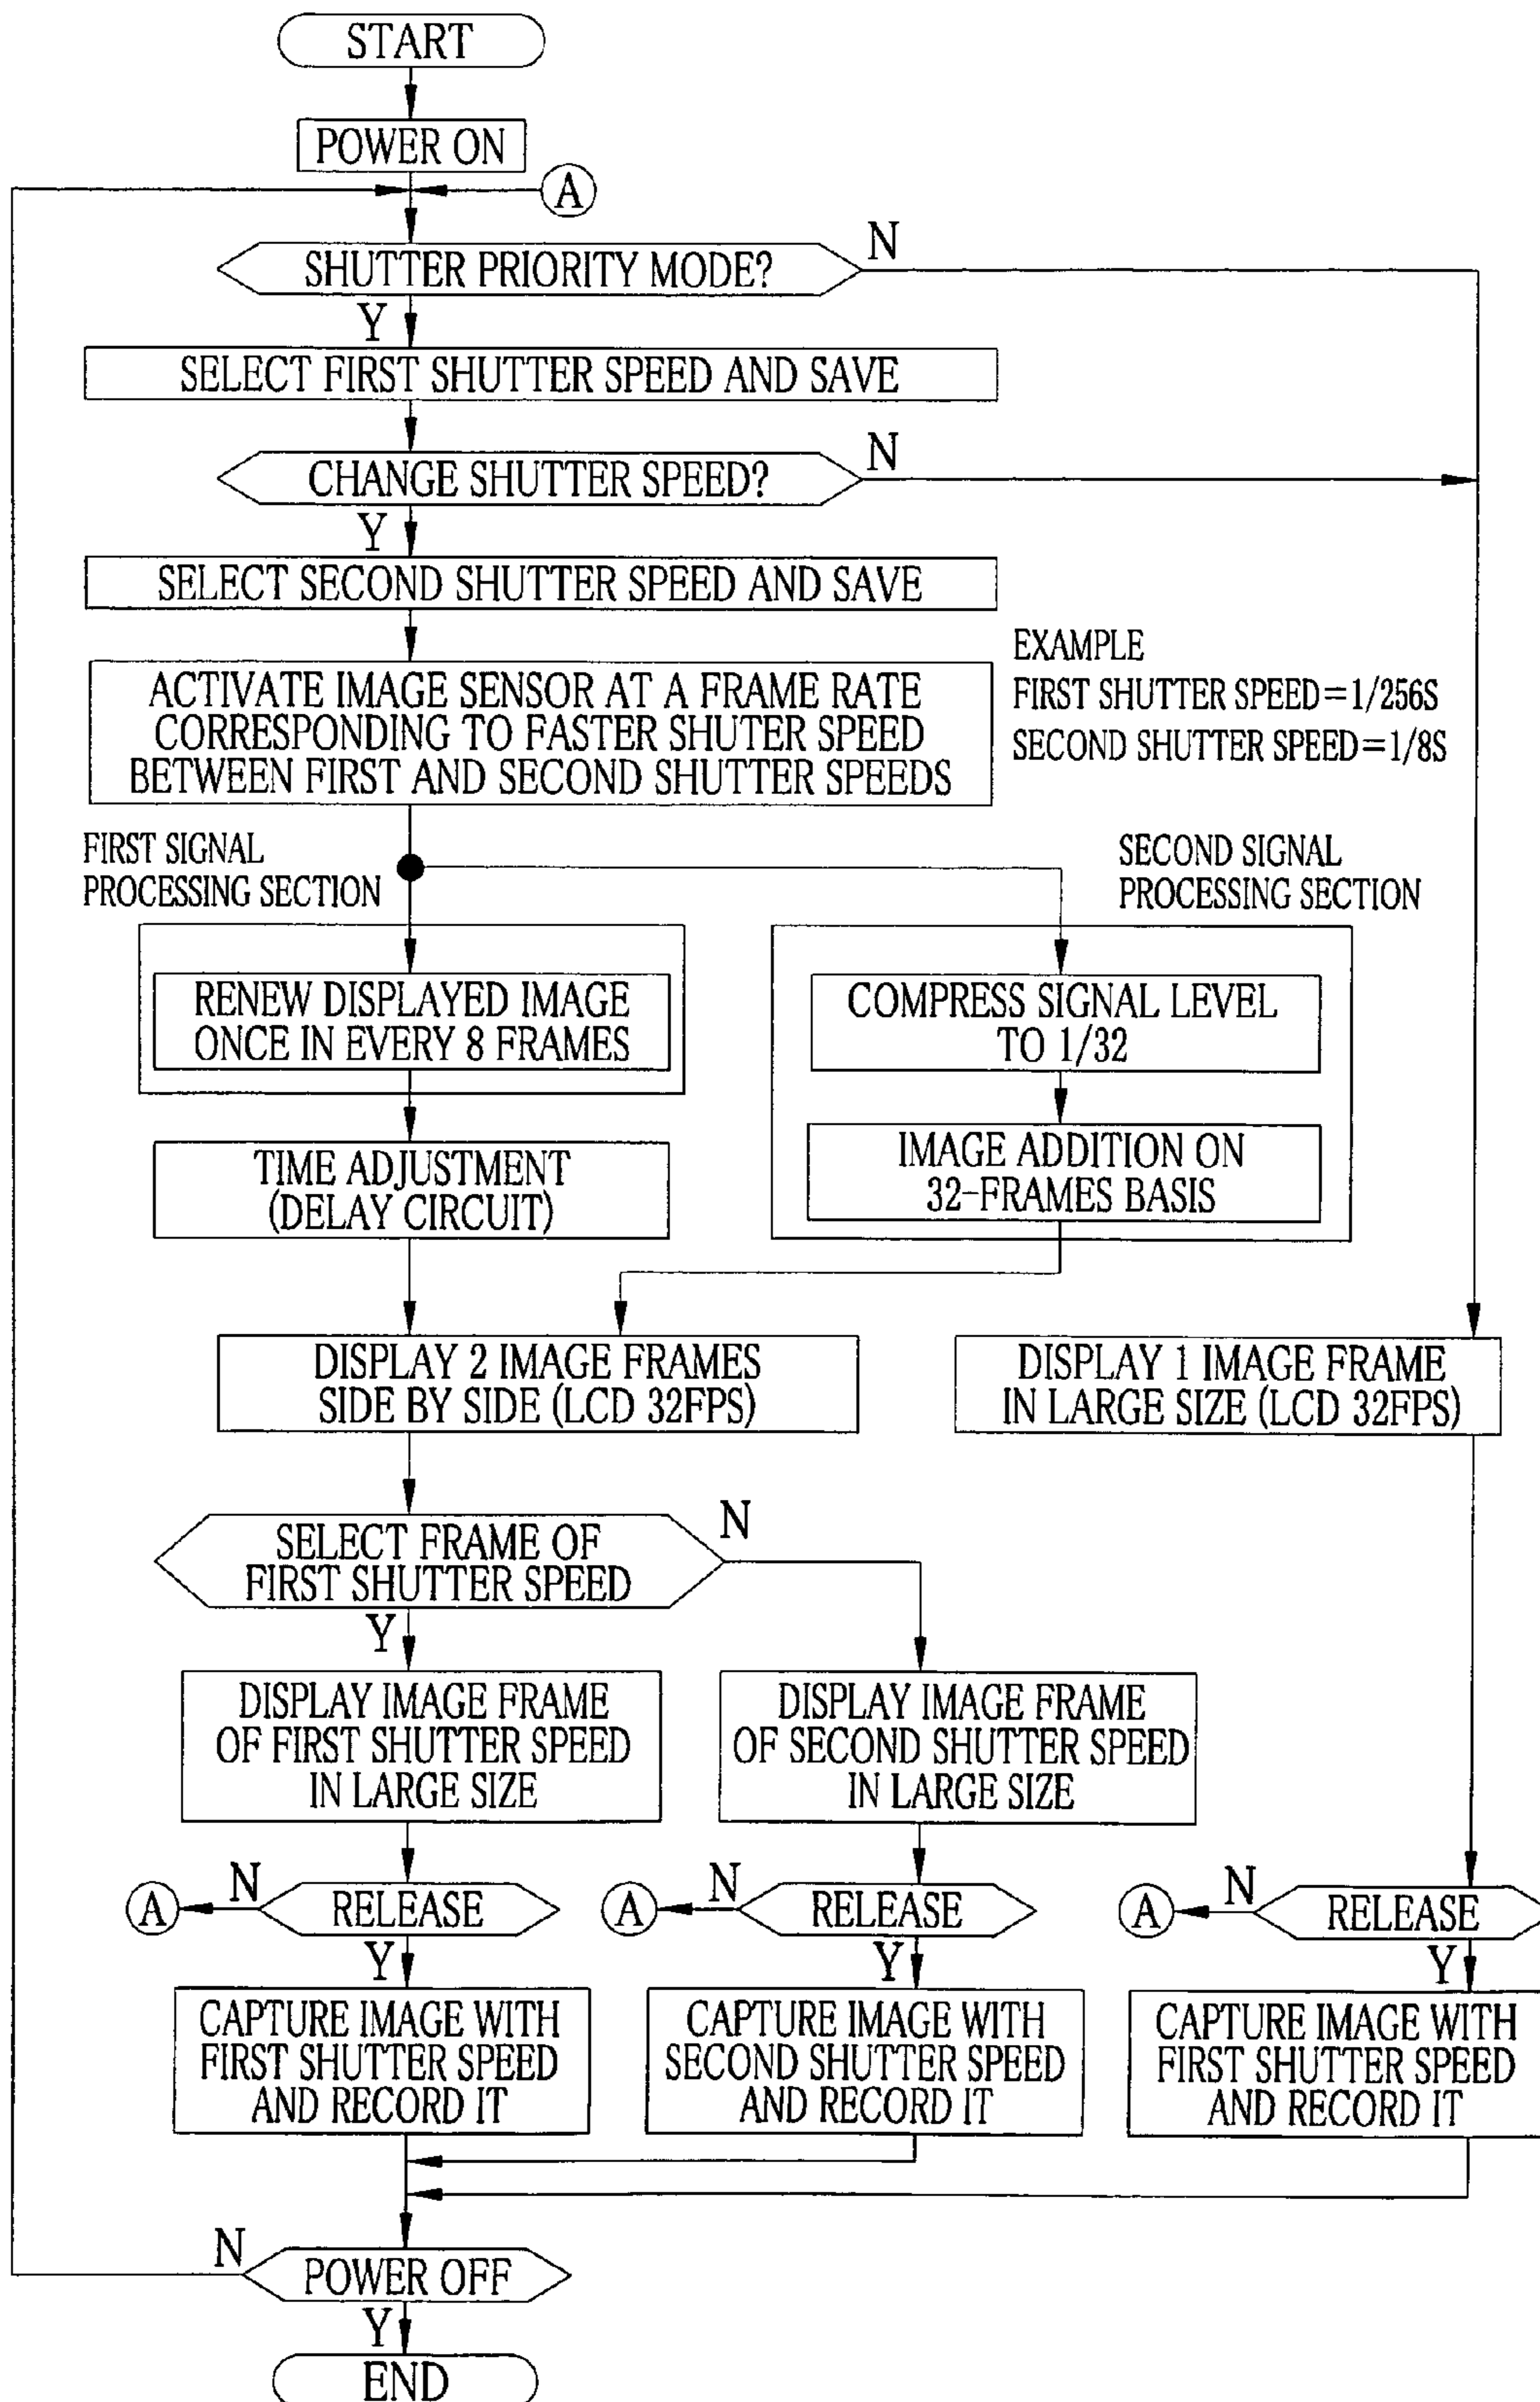 START
POWER ON
A
SHUTTER PRIORITY MODE?
N
Y
SELECT FIRST SHUTTER SPEED AND SAVE
CHANGE SHUTTER SPEED?
N
Y
SELECT SECOND SHUTTER SPEED AND SAVE
ACTIVATE IMAGE SENSOR AT A FRAME RATE
CORRESPONDING TO FASTER SHUTER SPEED
BETWEEN FIRST AND SECOND SHUTTER SPEEDS
EXAMPLE
FIRST SHUTTER SPEED=1/256S
SECOND SHUTTER SPEED=1/8S
FIRST SIGNAL
PROCESSING SECTION
SECOND SIGNAL
PROCESSING SECTION
RENEW DISPLAYED IMAGE
ONCE IN EVERY 8 FRAMES
COMPRESS SIGNAL LEVEL
TO 1/32
TIME ADJUSTMENT
(DELAY CIRCUIT)
IMAGE ADDITION ON
32-FRAMES BASIS
DISPLAY 2 IMAGE FRAMES
SIDE BY SIDE (LCD 32FPS)
DISPLAY 1 IMAGE FRAME
IN LARGE SIZE (LCD 32FPS)
SELECT FRAME OF
FIRST SHUTTER SPEED
N
Y
DISPLAY IMAGE FRAME
OF FIRST SHUTTER SPEED
IN LARGE SIZE
DISPLAY IMAGE FRAME
OF SECOND SHUTTER SPEED
IN LARGE SIZE
A
N
RELEASE
A
N
RELEASE
A
N
RELEASE
Y
Y
Y
CAPTURE IMAGE WITH
FIRST SHUTTER SPEED
AND RECORD IT
CAPTURE IMAGE WITH
SECOND SHUTTER SPEED
AND RECORD IT
CAPTURE IMAGE WITH
FIRST SHUTTER SPEED
AND RECORD IT
N
POWER OFF
Y
END